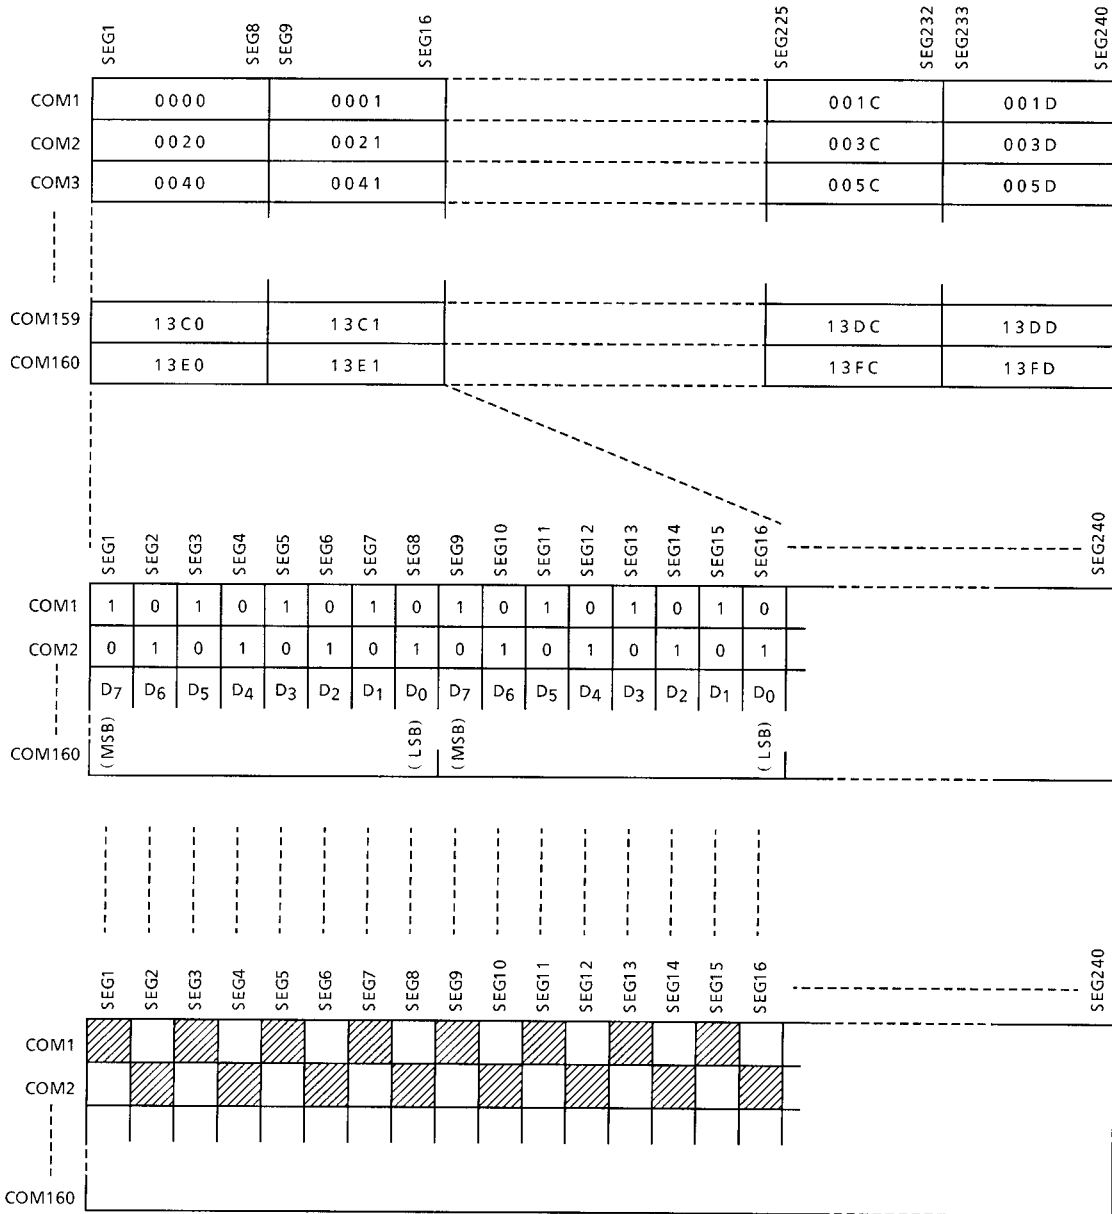 SEG1 SEG8 SEG9 SEG16 SEG225 SEG232 SEG233 SEG240
COM1 0000 0001 001C 001D
COM2 0020 0021 003C 003D
COM3 0040 0041 005C 005D
COM159 13C0 13C1 13DC 13DD
COM160 13E0 13E1 13FC 13FD
SEG1 SEG2 SEG3 SEG4 SEG5 SEG6 SEG7 SEG8 SEG9 SEG10 SEG11 SEG12 SEG13 SEG14 SEG15 SEG16 SEG240
COM1 1 0 1 0 1 0 1 0 1 0 1 0 1 0 1 0
COM2 0 1 0 1 0 1 0 1 0 1 0 1 0 1 0 1
D7 D6 D5 D4 D3 D2 D1 D0 D7 D6 D5 D4 D3 D2 D1 D0
COM160 (MSB) (LSB) (MSB) (LSB)
SEG1 SEG2 SEG3 SEG4 SEG5 SEG6 SEG7 SEG8 SEG9 SEG10 SEG11 SEG12 SEG13 SEG14 SEG15 SEG16 SEG240
COM1
COM2
COM160